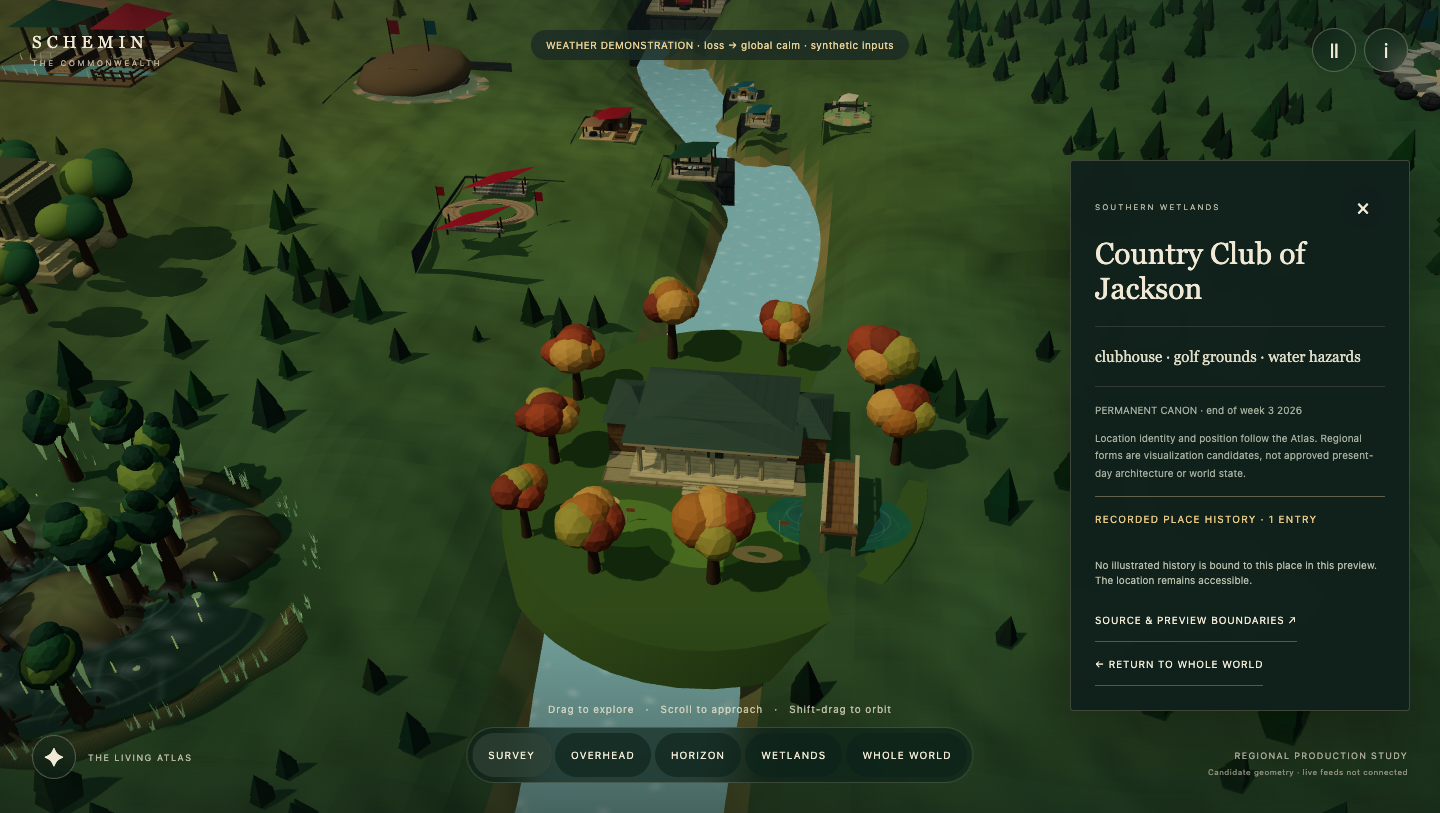 SCHEMIN
THE COMMONWEALTH
WEATHER DEMONSTRATION · loss → global calm · synthetic inputs
SOUTHERN WETLANDS
Country Club of
Jackson
clubhouse · golf grounds · water hazards
PERMANENT CANON · end of week 3 2026
Location identity and position follow the Atlas. Regional
forms are visualization candidates, not approved present-
day architecture or world state.
RECORDED PLACE HISTORY · 1 ENTRY
No illustrated history is bound to this place in this preview.
The location remains accessible.
SOURCE & PREVIEW BOUNDARIES ↗
← RETURN TO WHOLE WORLD
Drag to explore · Scroll to approach · Shift-drag to orbit
SURVEY OVERHEAD HORIZON WETLANDS WHOLE WORLD
THE LIVING ATLAS
REGIONAL PRODUCTION STUDY
Candidate geometry · live feeds not connected